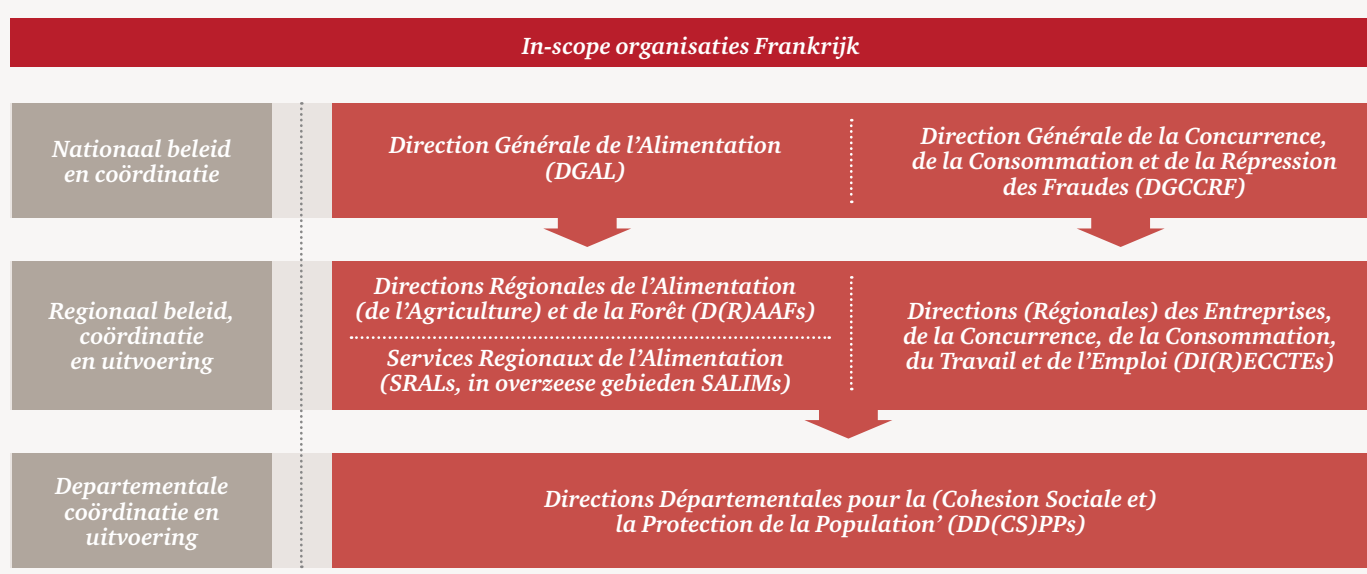 In-scope organisaties Frankrijk
Nationaal beleid
en coördinatie
Direction Générale de l'Alimentation
(DGAL)
Direction Générale de la Concurrence,
de la Consommation et de la Répression
des Fraudes (DGCCRF)
Regionaal beleid,
coördinatie
en uitvoering
Directions Régionales de l'Alimentation
(de l'Agriculture) et de la Forêt (D(R)AAFs)
Services Regionaux de l'Alimentation
(SRALs, in overzeese gebieden SALIMs)
Directions (Régionales) des Entreprises,
de la Concurrence, de la Consommation,
du Travail et de l'Emploi (DI(R)ECCTEs)
Departementale
coördinatie en
uitvoering
Directions Départementales pour la (Cohesion Sociale et)
la Protection de la Population' (DD(CS)PPs)